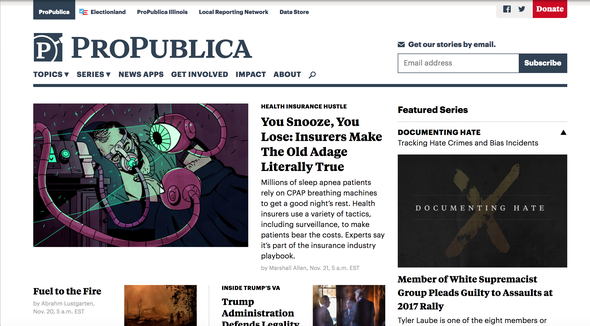 ProPublica Electionland ProPublica Illinois Local Reporting Network Data Store Donate
PROPUBLICA
Get our stories by email.
Email address Subscribe
TOPICS ▾ SERIES ▾ NEWS APPS GET INVOLVED IMPACT ABOUT
HEALTH INSURANCE HUSTLE
You Snooze, You
Lose: Insurers Make
The Old Adage
Literally True
Millions of sleep apnea patients
rely on CPAP breathing machines
to get a good night's rest. Health
insurers use a variety of tactics,
including surveillance, to make
patients bear the costs. Experts say
it's part of the insurance industry
playbook.
by Marshall Allen, Nov. 21, 5 a.m. EST
Fuel to the Fire
by Abrahm Lustgarten,
Nov. 20, 5 a.m. EST
INSIDE TRUMP'S VA
Trump
Administration
Defends Legality
Featured Series
DOCUMENTING HATE
Tracking Hate Crimes and Bias Incidents
DOCUMENTING HATE
Member of White Supremacist
Group Pleads Guilty to Assaults at
2017 Rally
Tyler Laube is one of the eight members or